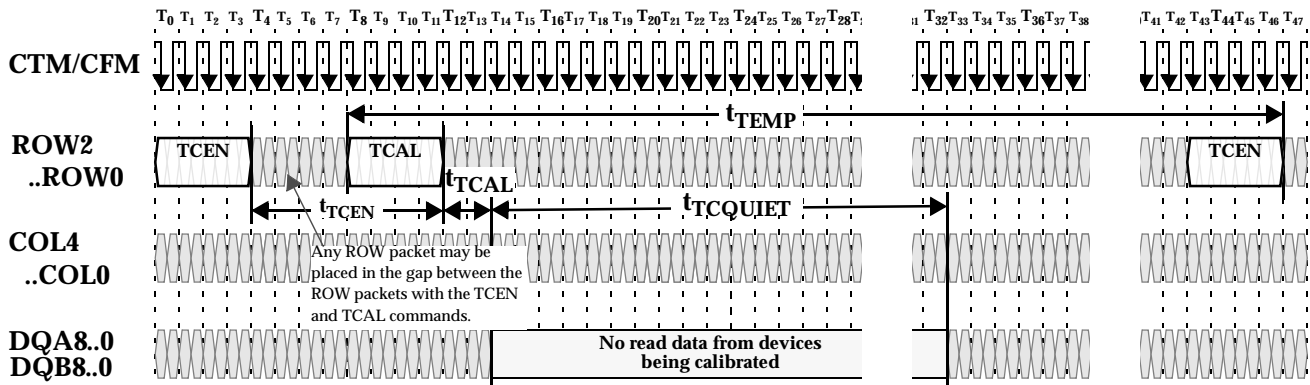 T0 T1 T2 T3 T4 T5 T6 T7 T8 T9 T10 T11 T12 T13 T14 T15 T16 T17 T18 T19 T20 T21 T22 T23 T24 T25 T26 T27 T28 T32 T33 T34 T35 T36 T37 T38 T41 T42 T43 T44 T45 T46 T47
CTM/CFM
tTEMP
ROW2
..ROW0
TCEN
TCAL
TCEN
tTCAL
tTCEN
tTCQUIET
COL4
..COL0
Any ROW packet may be
placed in the gap between the
ROW packets with the TCEN
and TCAL commands.
DQA8..0
DQB8..0
No read data from devices
being calibrated